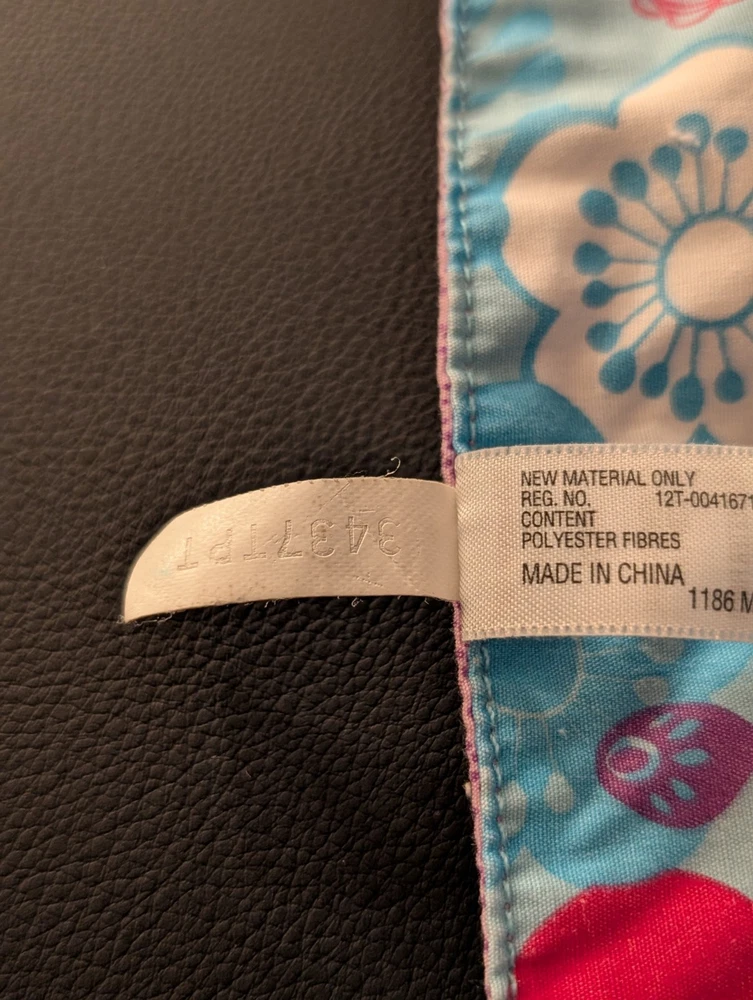 3437TPT
NEW MATERIAL ONLY
REG. NO. 12T-0041671
CONTENT
POLYESTER FIBRES
MADE IN CHINA
1186 M